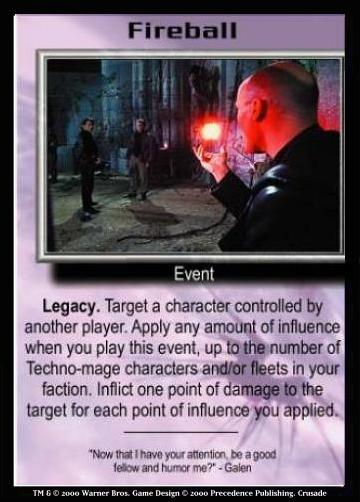 Fireball
Event
Legacy. Target a character controlled by
another player. Apply any amount of influence
when you play this event, up to the number of
Techno-mage characters and/or fleets in your
faction. Inflict one point of damage to the
target for each point of influence you applied.
"Now that I have your attention, be a good
fellow and humor me?" - Galen
TM & © 2000 Warner Bros. Game Design © 2000 Precedence Publishing. Crusade